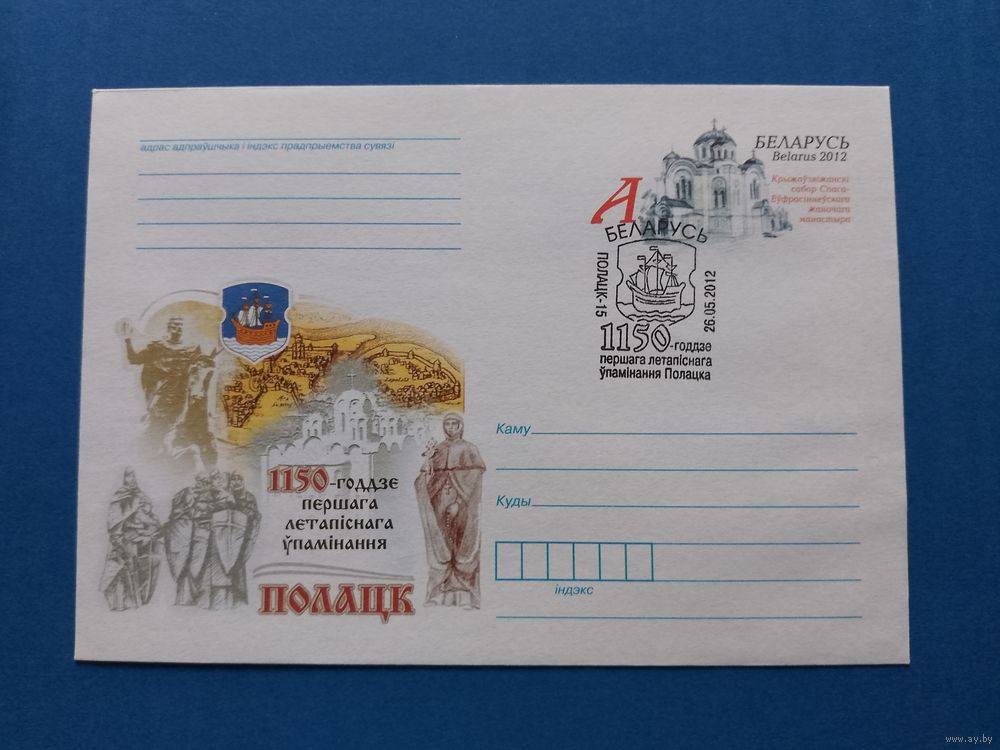 адрас адпраўшчыка і індэкс прадпрыемства сувязі
БЕЛАРУСЬ
Belarus 2012
Крыжаўзвіжанскі
сабор Спаса-
Еўфрасіннеўскага
жаночага
манастыра
А
БЕЛАРУСЬ
ПОЛАЦК-15
26.05.2012
1150-годдзе
першага летапіснага
ўпамінання Полацка
1150-годдзе
першага
летапіснага
ўпамінання
ПОЛАЦК
Каму
Куды
індэкс
www.ay.by